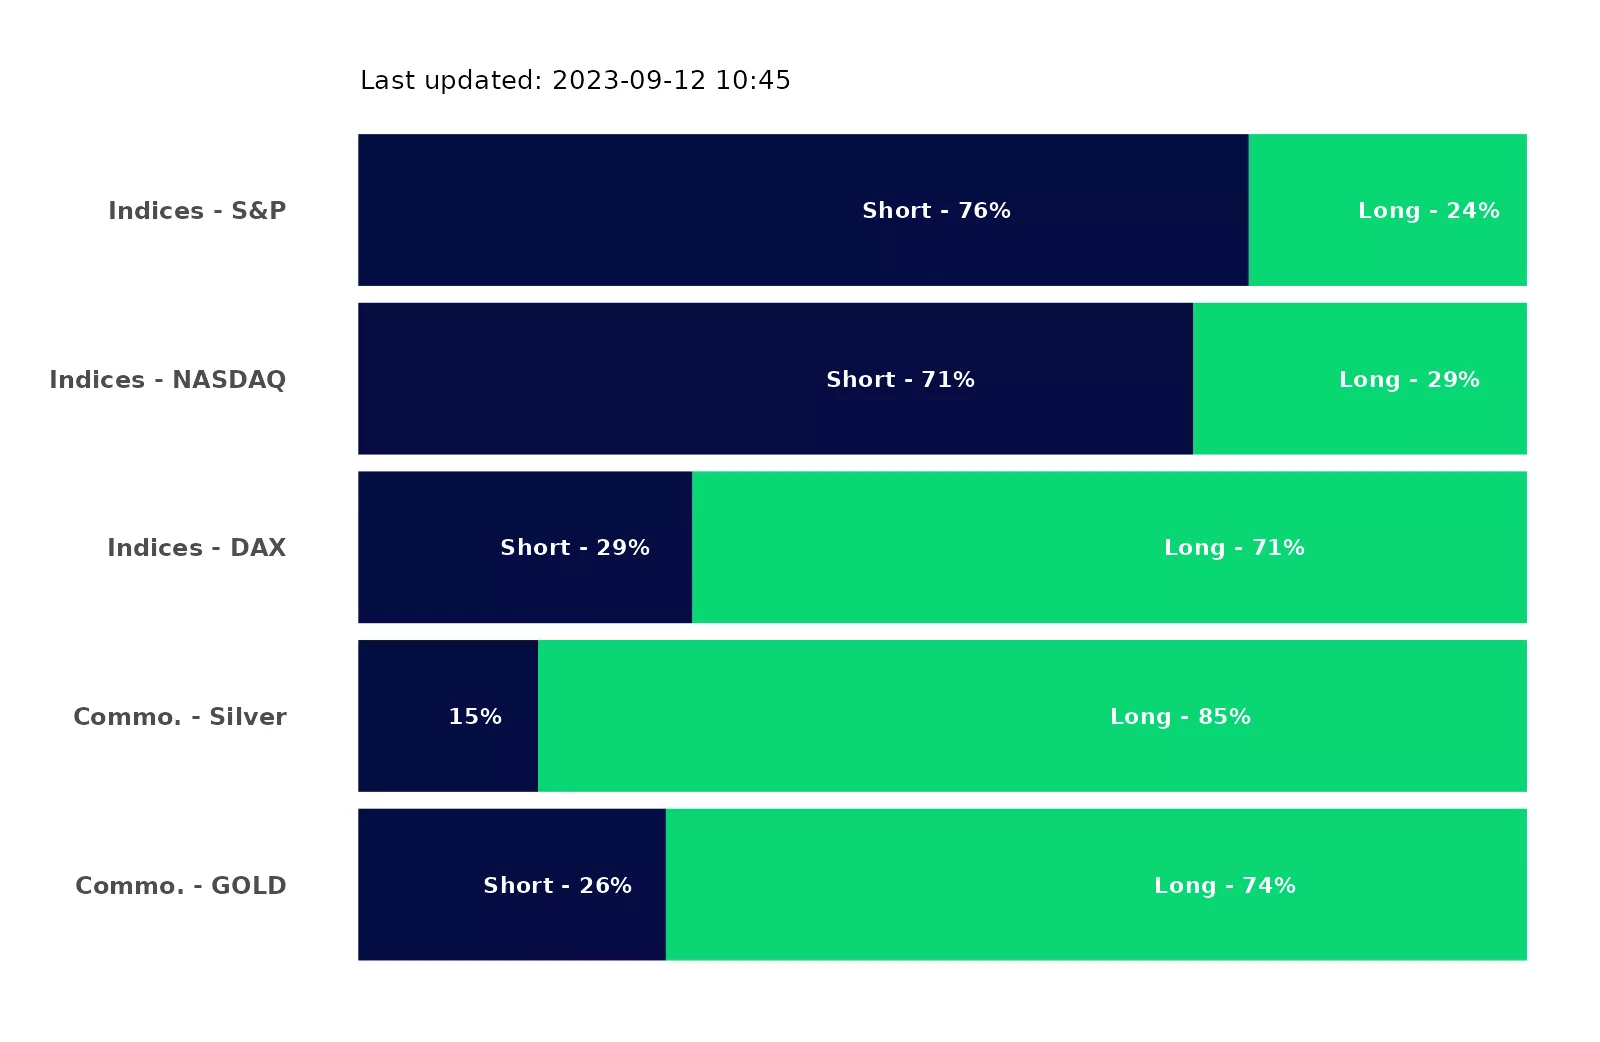 Last updated: 2023-09-12 10:45
Indices - S&P Short - 76% Long - 24%
Indices - NASDAQ Short - 71% Long - 29%
Indices - DAX Short - 29% Long - 71%
Commo. - Silver 15% Long - 85%
Commo. - GOLD Short - 26% Long - 74%